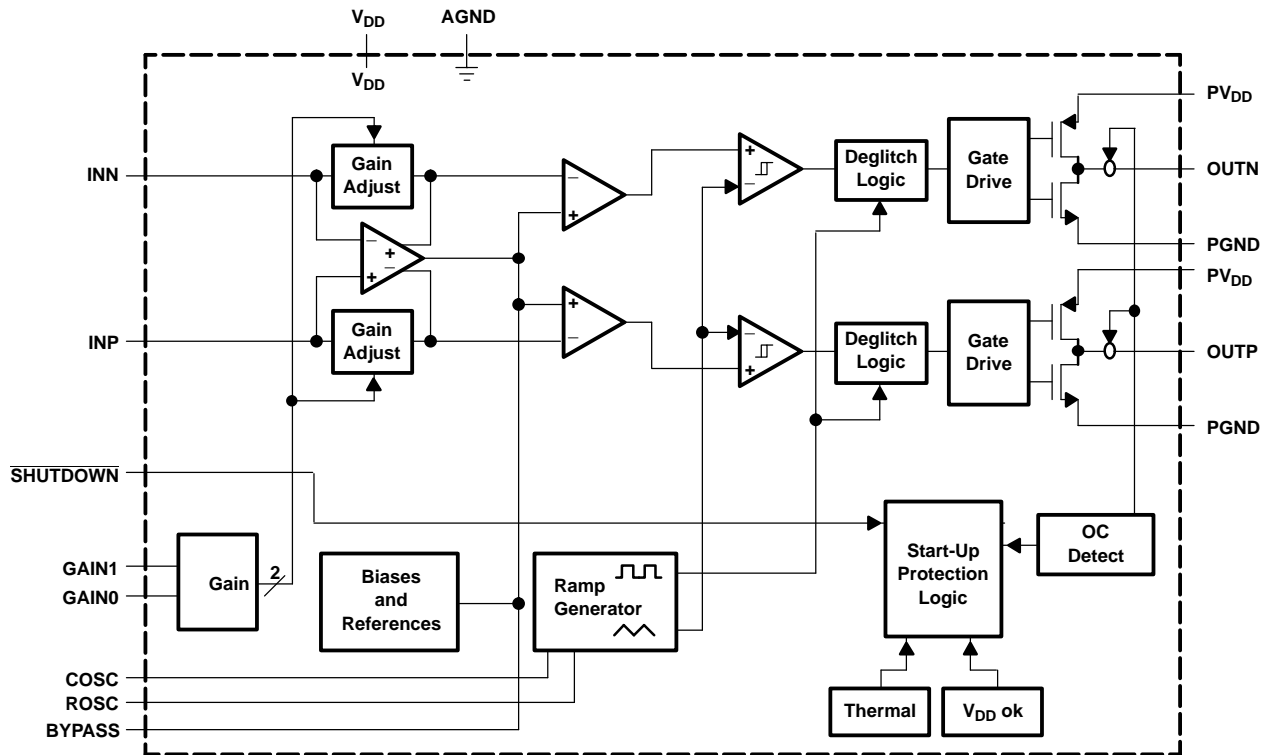 VDD
AGND
VDD
PVDD
INN
Gain
Adjust
Deglitch
Logic
Gate
Drive
OUTN
PGND
PVDD
INP
Gain
Adjust
Deglitch
Logic
Gate
Drive
OUTP
PGND
SHUTDOWN
GAIN1
GAIN0
Gain
2
Biases
and
References
Ramp
Generator
Start-Up
Protection
Logic
OC
Detect
COSC
ROSC
BYPASS
Thermal
VDD ok